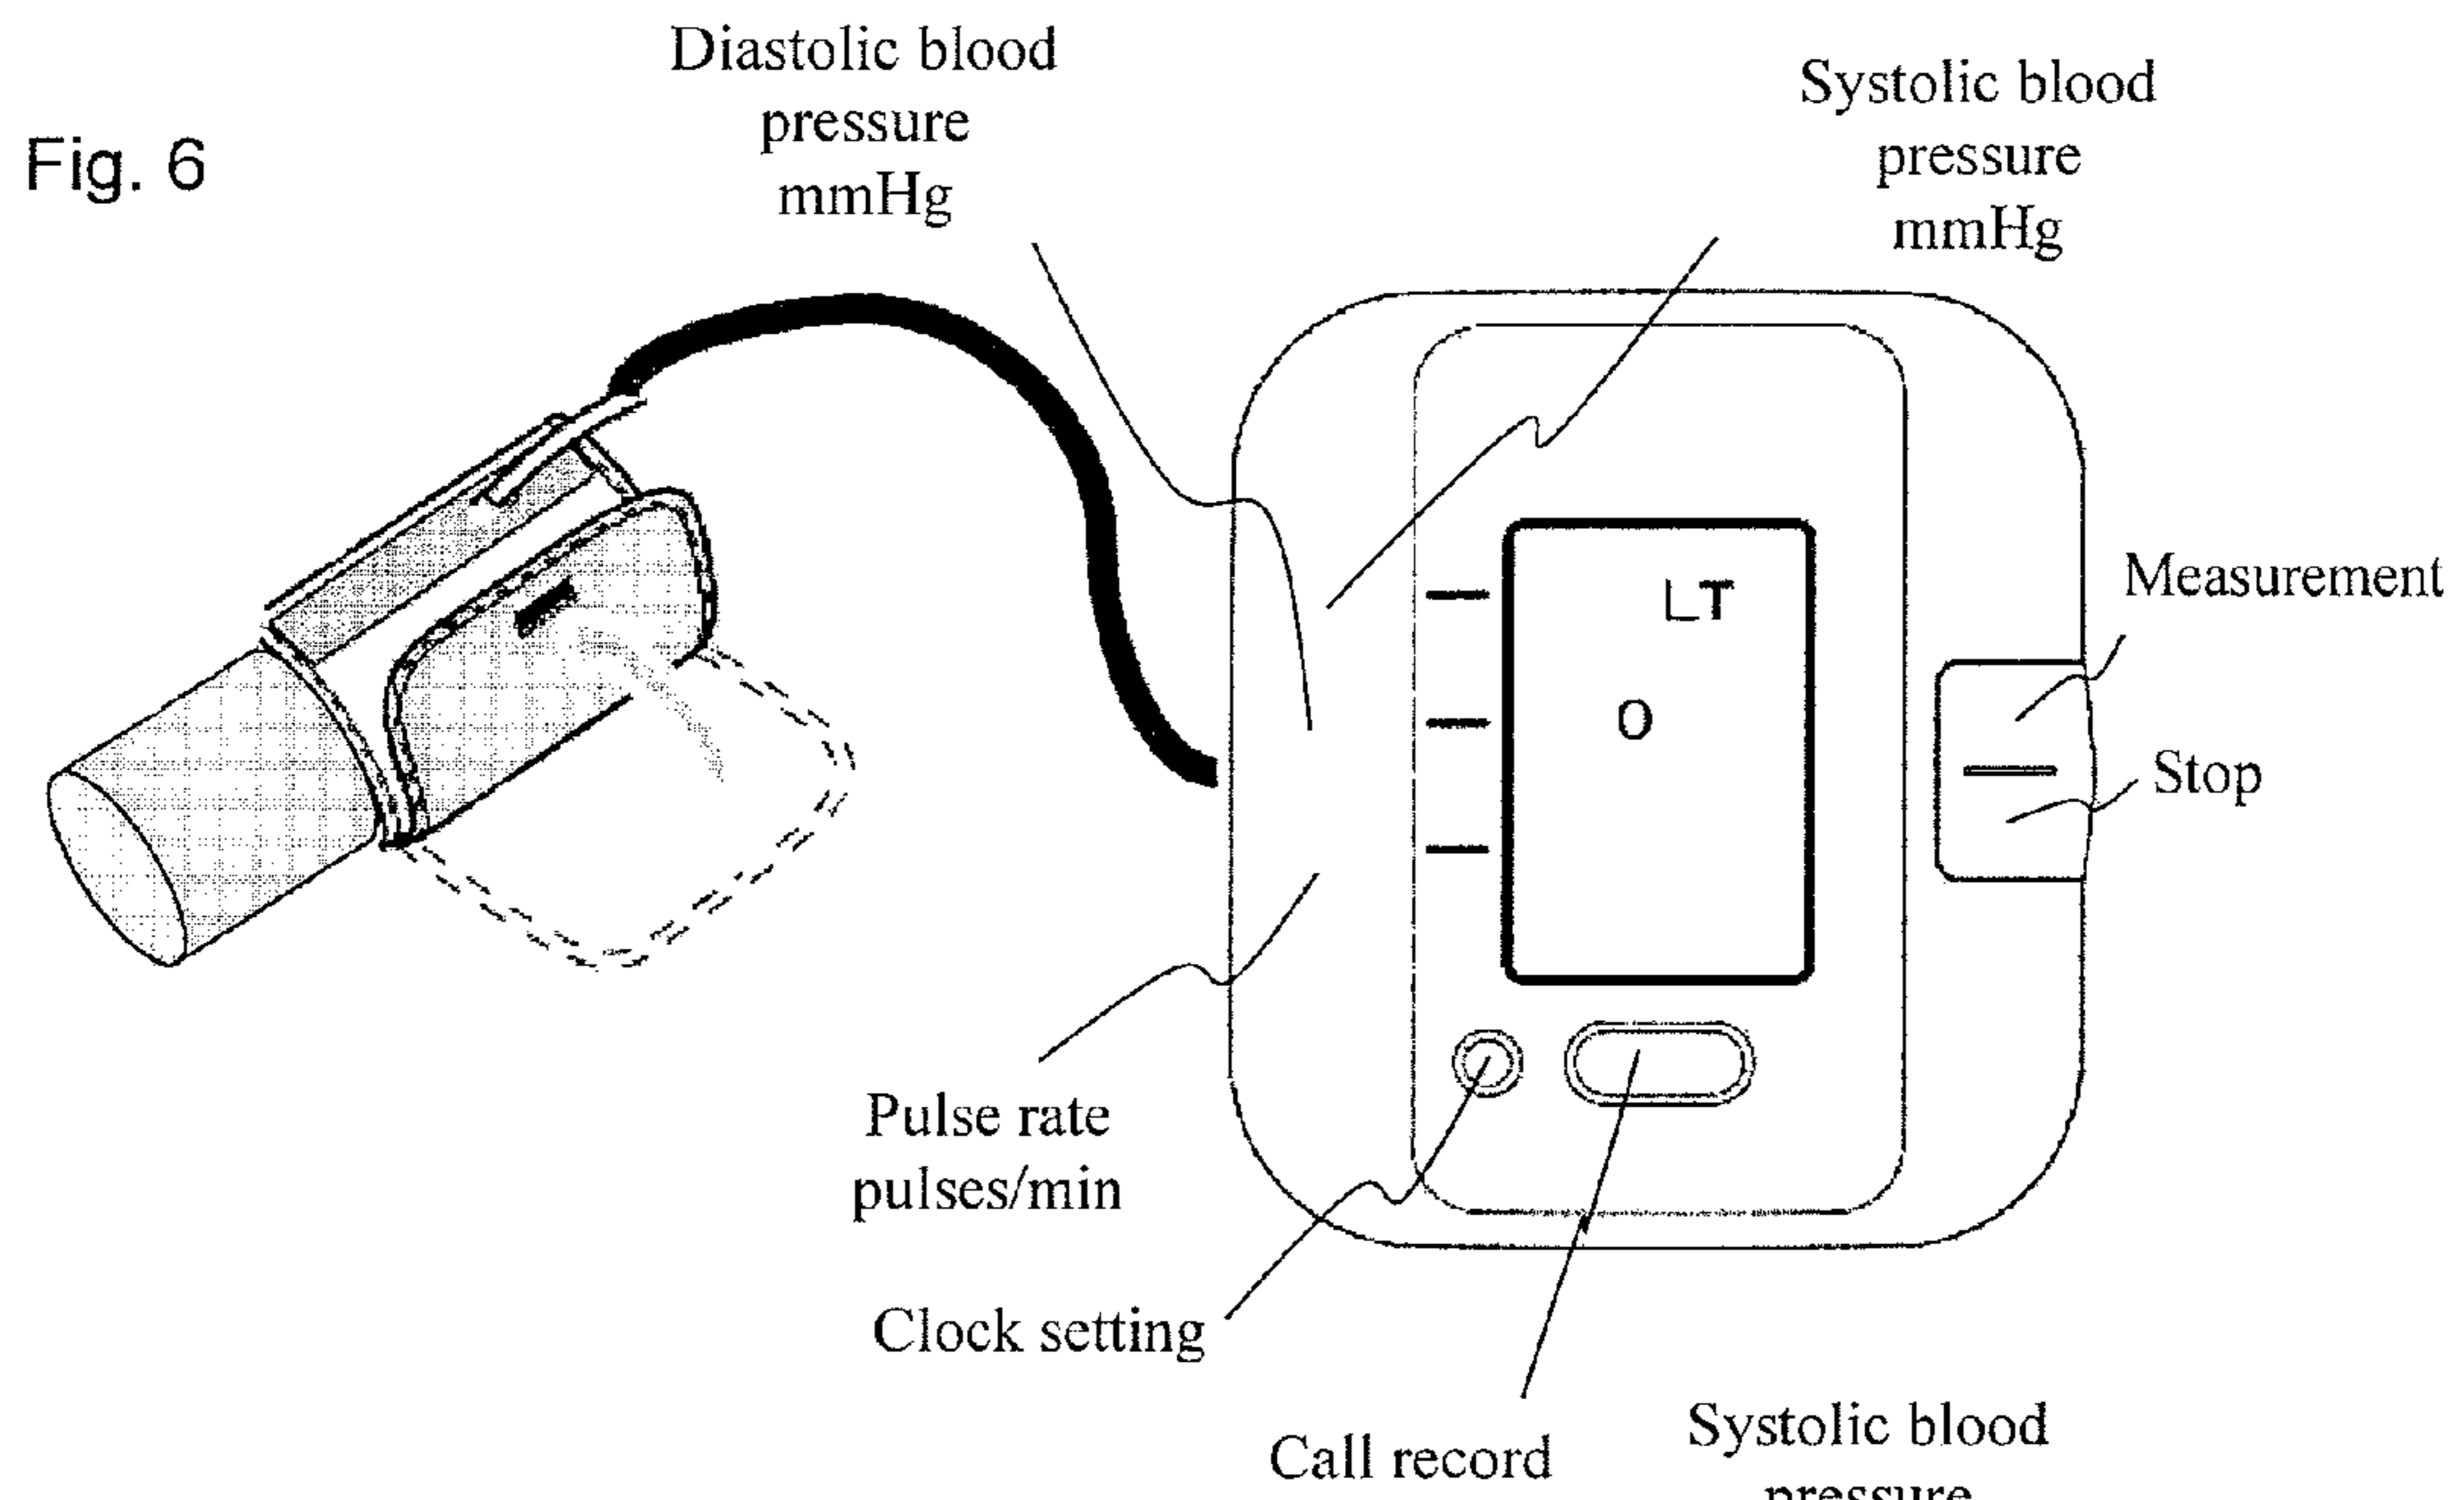 Diastolic blood
pressure
mmHg
Systolic blood
pressure
mmHg
Fig. 6
LT
O
Measurement
Stop
Pulse rate
pulses/min
Clock setting
Call record
Systolic blood
pressure